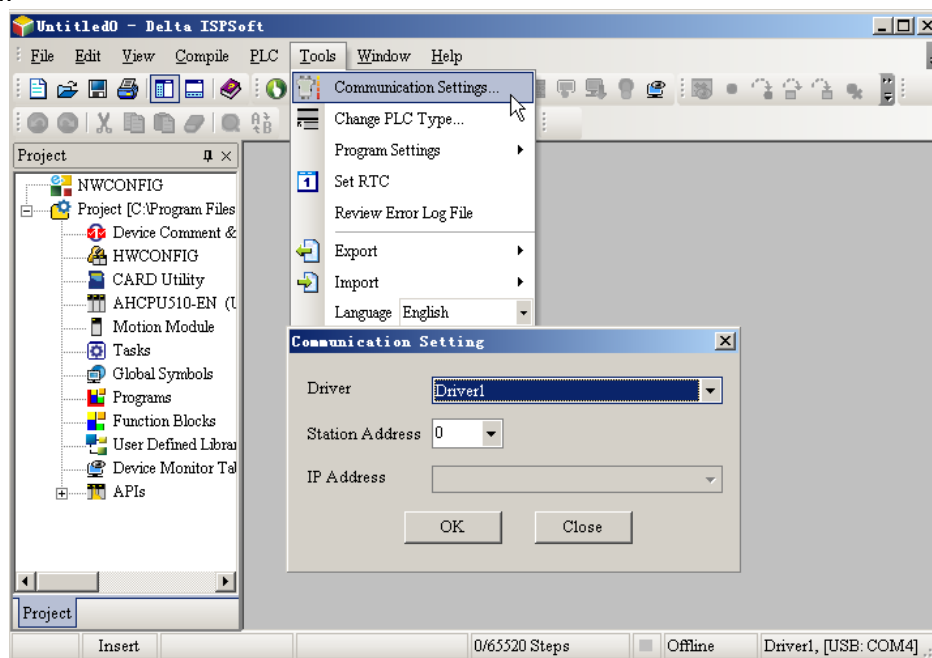 Untitled0 - Delta ISPSoft
File Edit View Compile PLC Tools Window Help
Communication Settings...
Change PLC Type...
Program Settings
1 Set RTC
Review Error Log File
Export
Import
Language English
Project
NWCONFIG
Project [C:\Program Files
Device Comment &
HWCONFIG
CARD Utility
AHCPU510-EN (U
Motion Module
Tasks
Global Symbols
Programs
Function Blocks
User Defined Librar
Device Monitor Tal
APIs
Project
Communication Setting
Driver Driver1
Station Address 0
IP Address
OK Close
Insert 0/65520 Steps Offline Driver1, [USB: COM4]